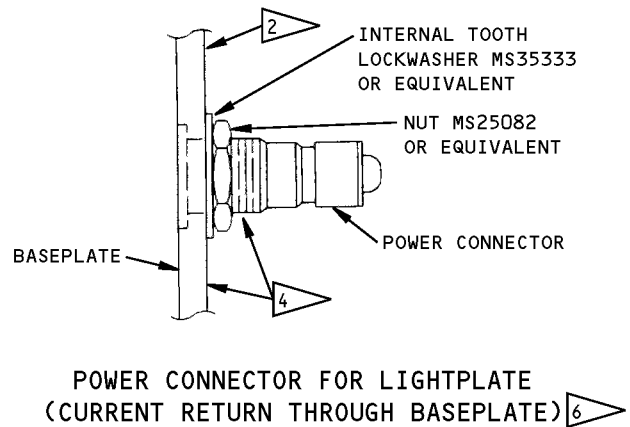 2
INTERNAL TOOTH
LOCKWASHER MS35333
OR EQUIVALENT
NUT MS25082
OR EQUIVALENT
POWER CONNECTOR
BASEPLATE
4
POWER CONNECTOR FOR LIGHTPLATE
(CURRENT RETURN THROUGH BASEPLATE) 6